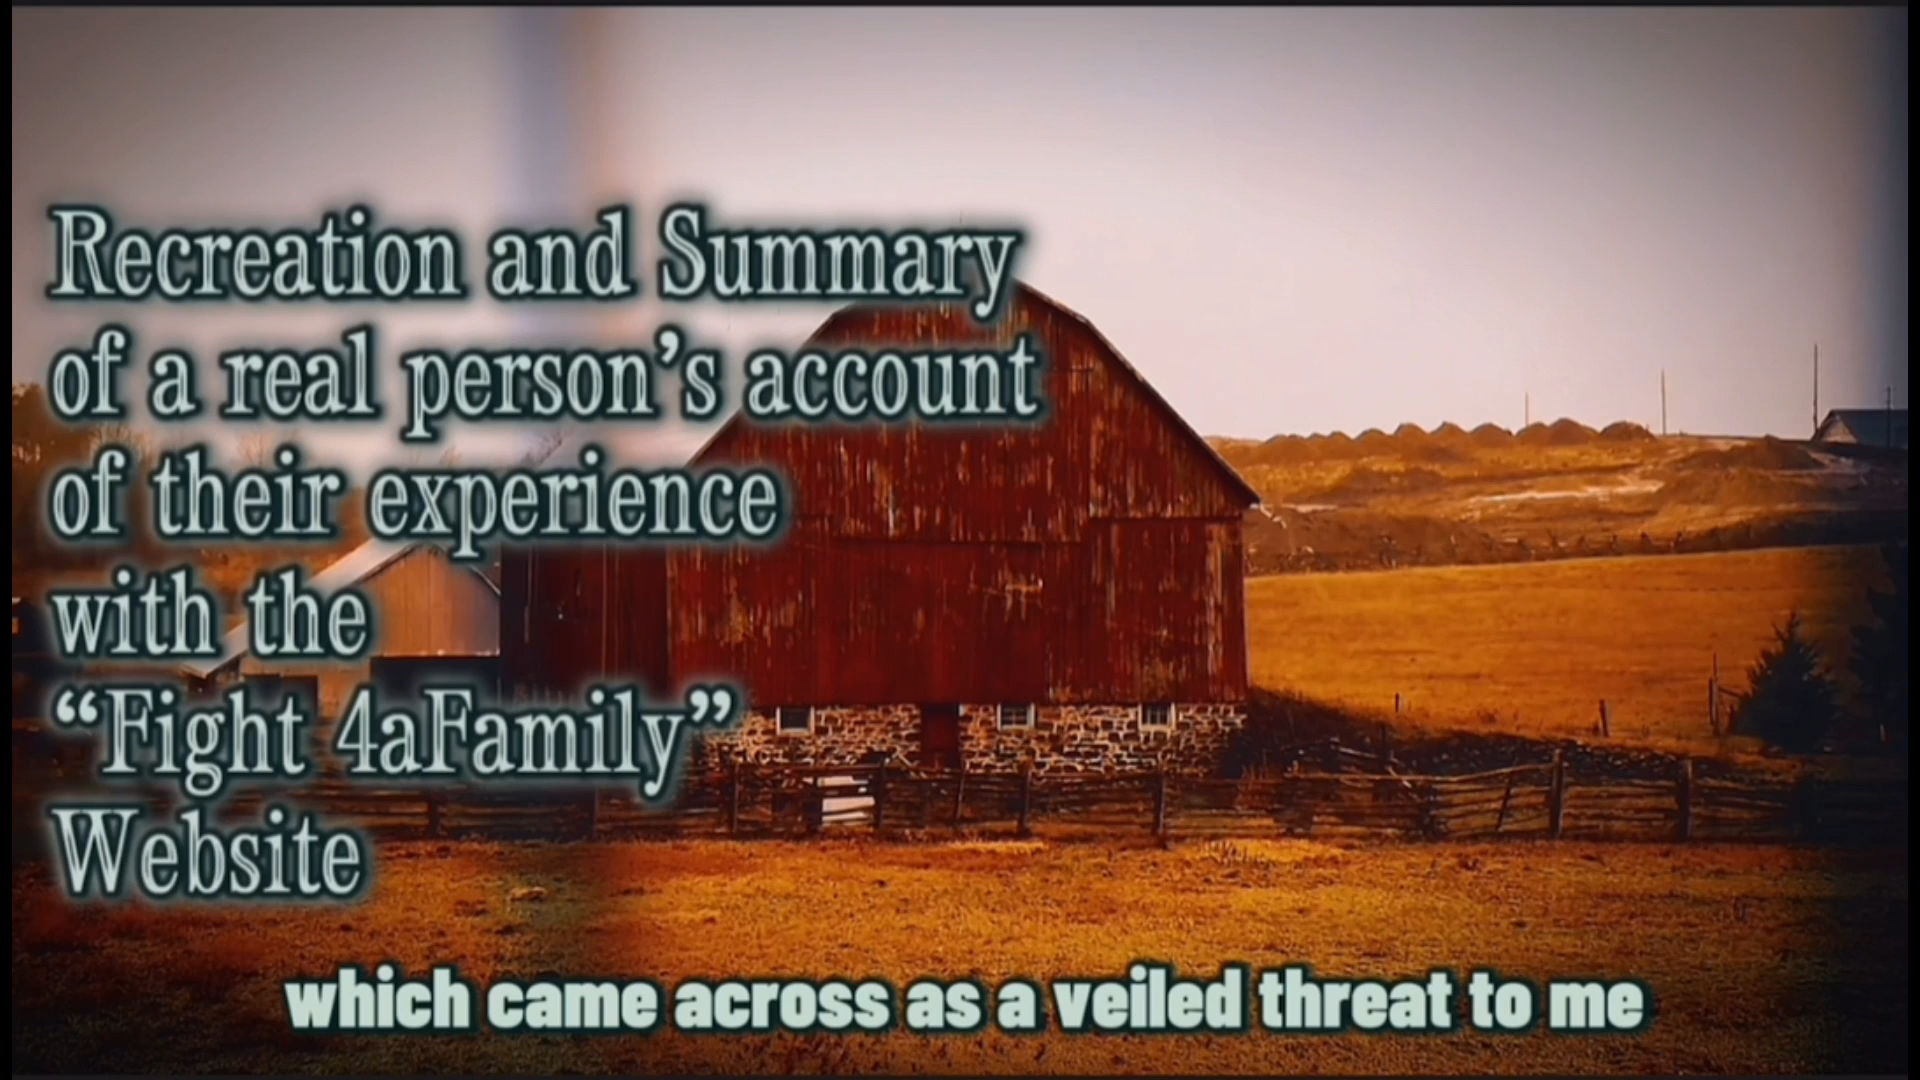 Recreation and Summary
of a real person’s account
of their experience
with the
“Fight 4aFamily”
Website
which came across as a veiled threat to me